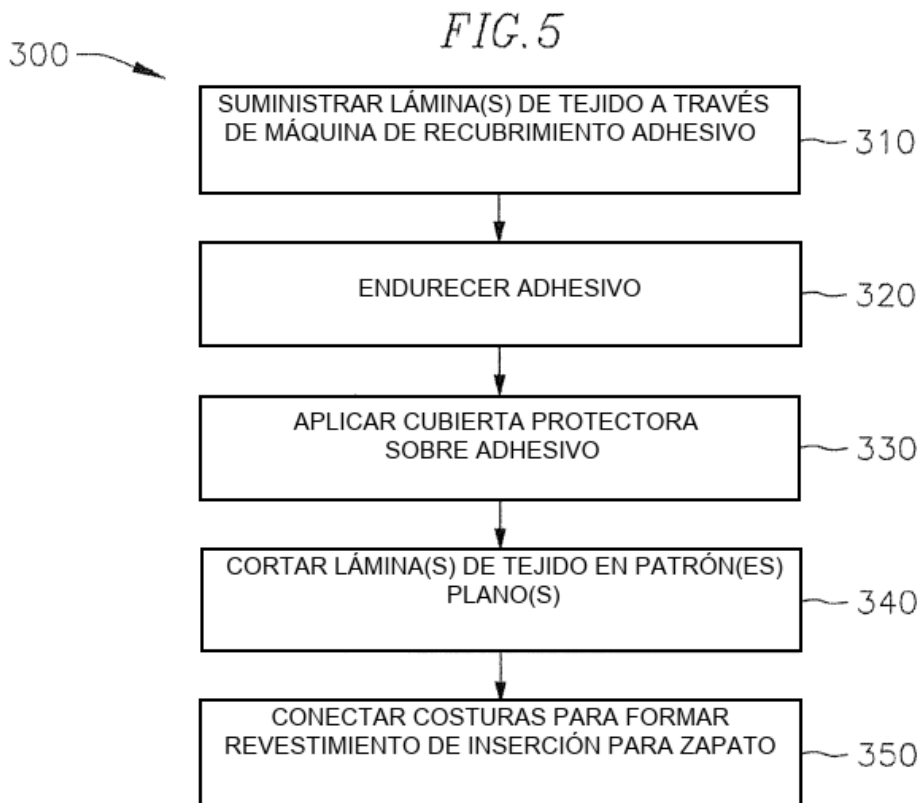 FIG.5
300
SUMINISTRAR LÁMINA(S) DE TEJIDO A TRAVÉS
DE MÁQUINA DE RECUBRIMIENTO ADHESIVO
310
ENDURECER ADHESIVO
320
APLICAR CUBIERTA PROTECTORA
SOBRE ADHESIVO
330
CORTAR LÁMINA(S) DE TEJIDO EN PATRÓN(ES)
PLANO(S)
340
CONECTAR COSTURAS PARA FORMAR
REVESTIMIENTO DE INSERCIÓN PARA ZAPATO
350